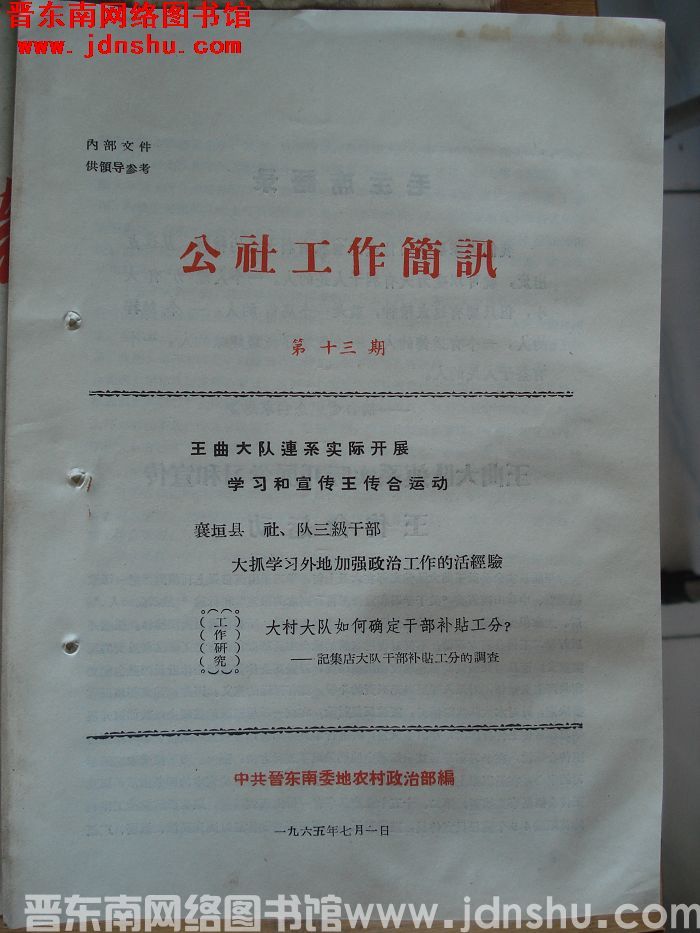 晋东南网络图书馆
www.jdnshu.com
內部文件
供領导参考
公社工作簡訊
第十三期
王曲大队連系实际开展
学习和宣传王传合运动
襄垣县 社、队三級干部
大抓学习外地加强政治工作的活經驗
工作研究
大村大队如何确定干部补貼工分？
——記集店大队干部补貼工分的調查
中共晉东南委地农村政治部編
一九六五年七月一日
晋东南网络图书馆www.jdnshu.com